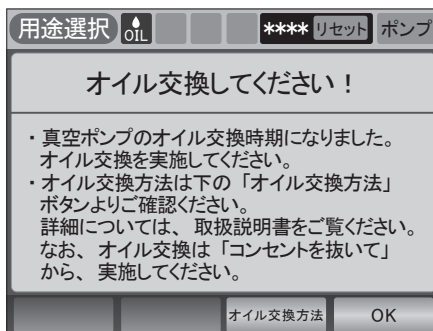 用途選択 OIL **** リセット ポンプ
オイル交換してください！
・真空ポンプのオイル交換時期になりました。
オイル交換を実施してください。
・オイル交換方法は下の「オイル交換方法」
ボタンよりご確認ください。
詳細については、取扱説明書をご覧ください。
なお、オイル交換は「コンセントを抜いて」
から、実施してください。
オイル交換方法 OK